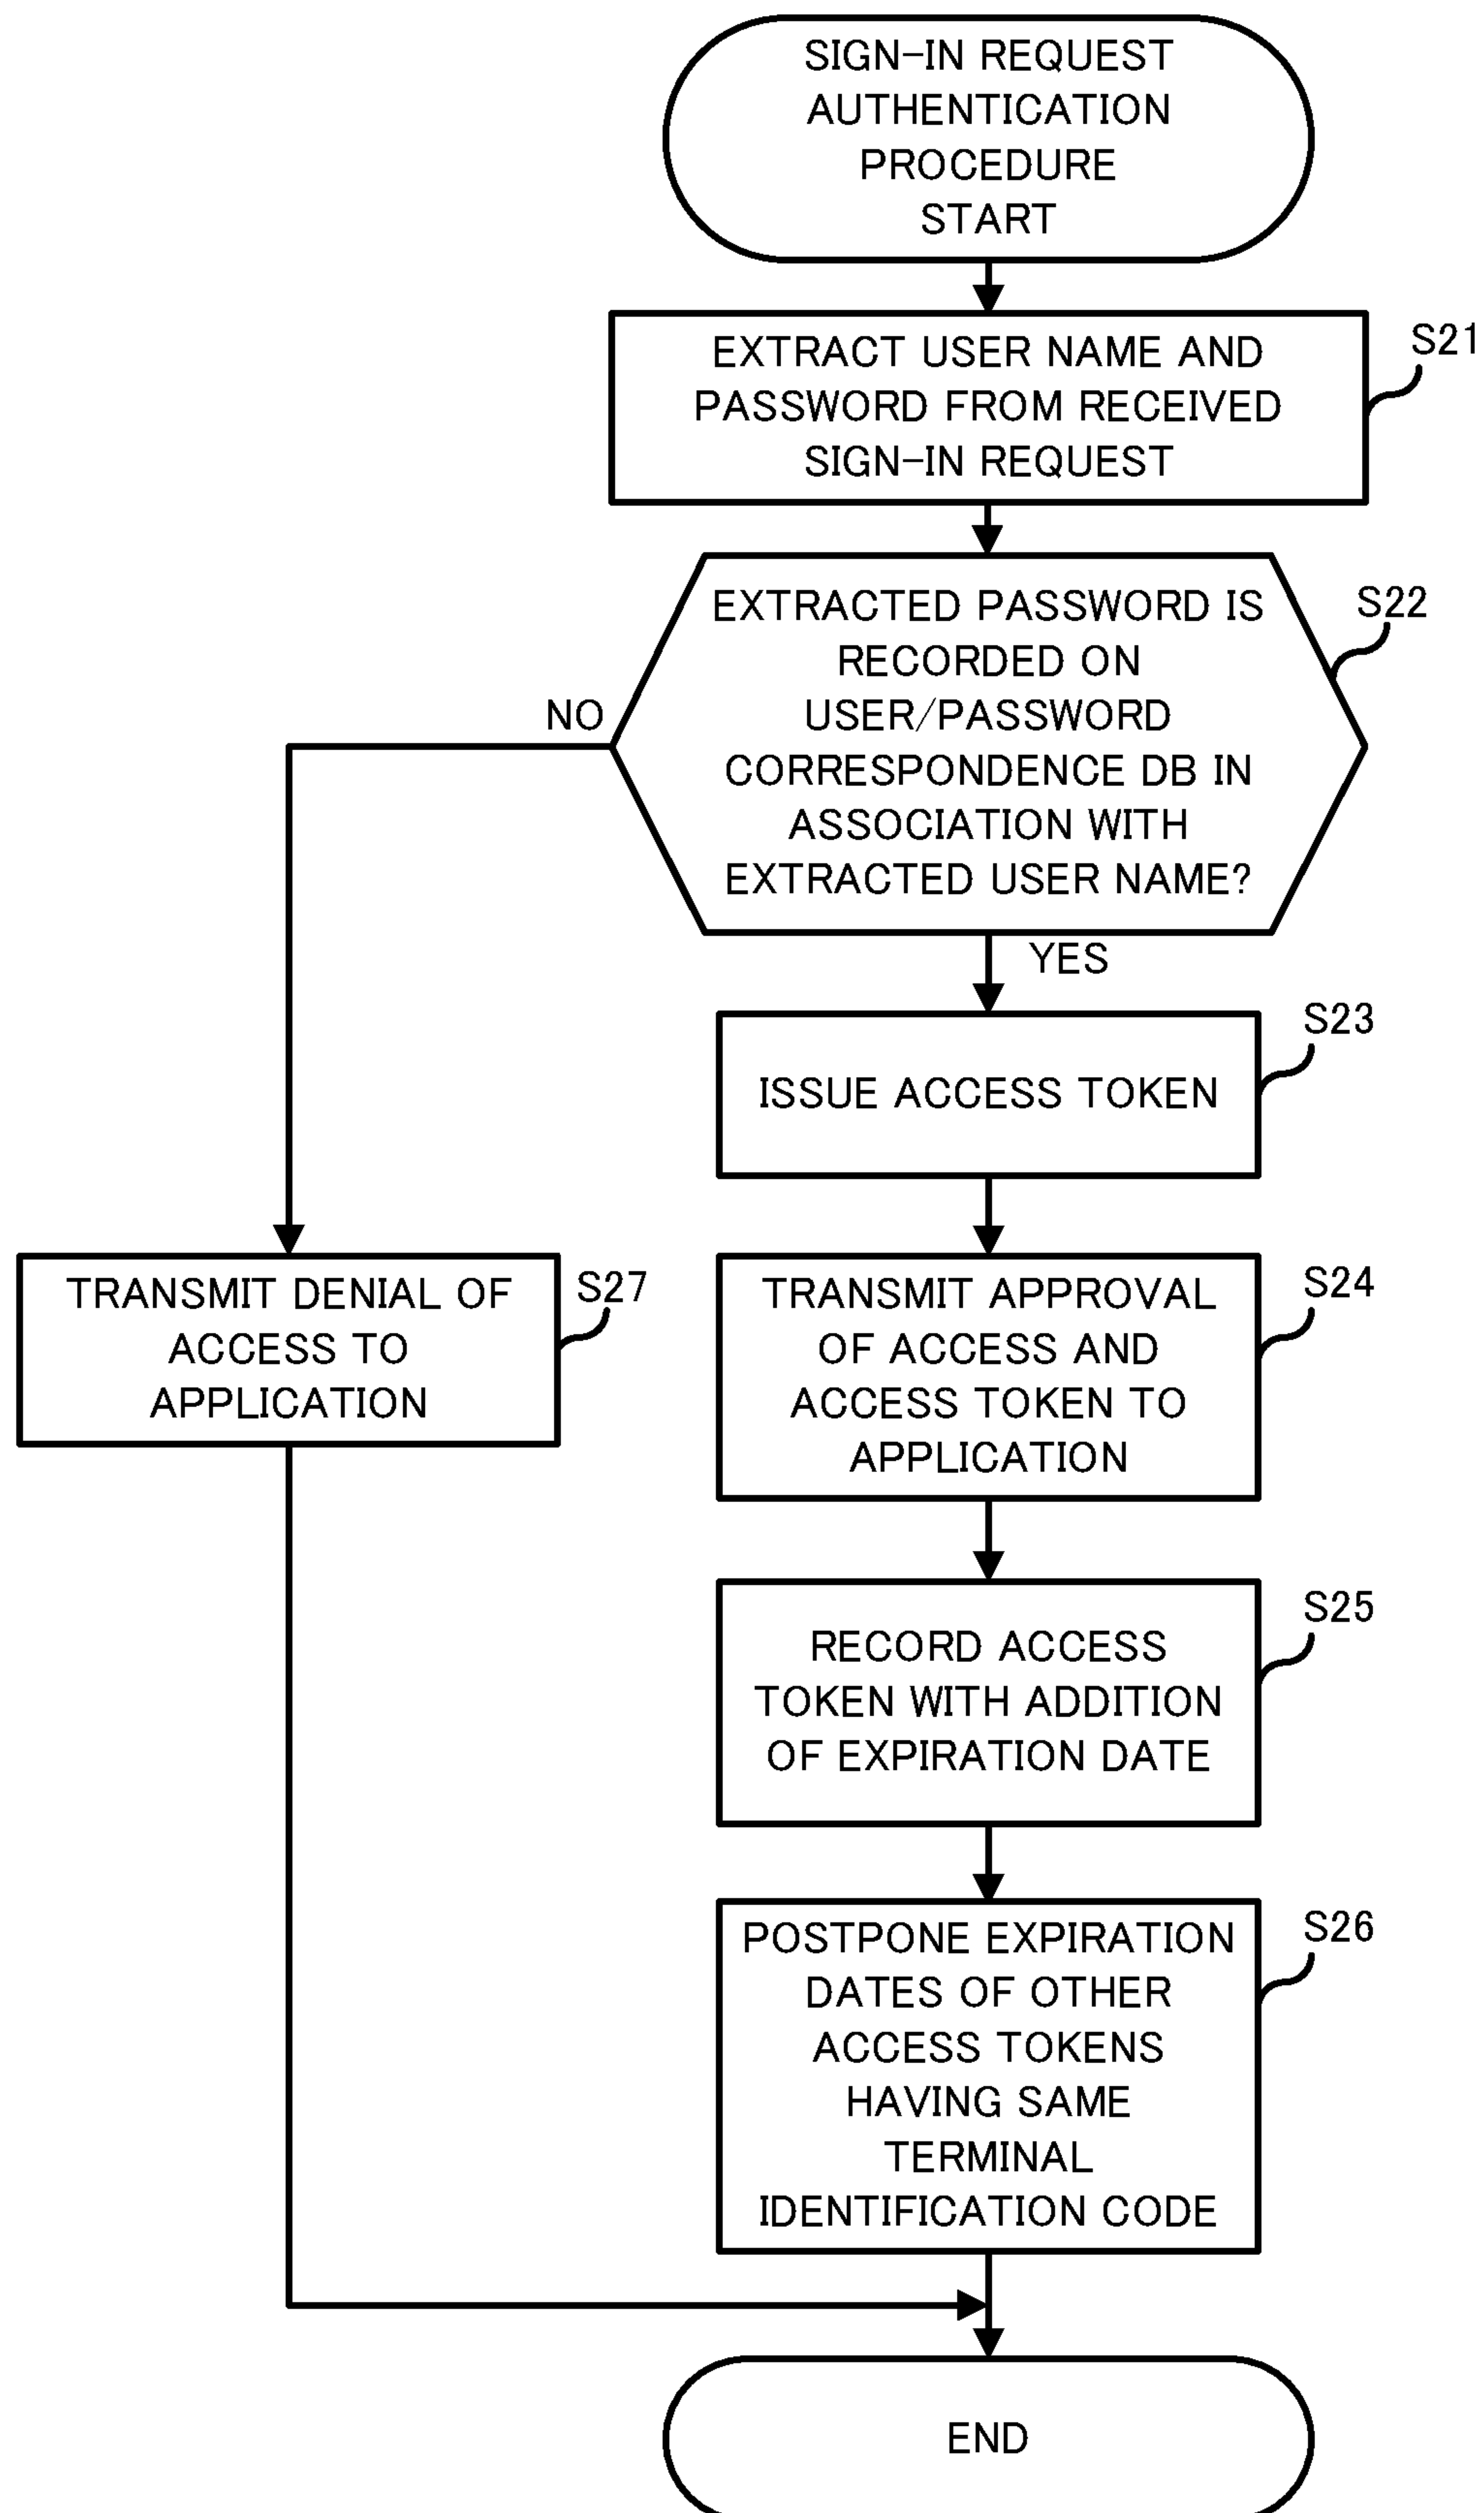 SIGN-IN REQUEST
AUTHENTICATION
PROCEDURE
START
EXTRACT USER NAME AND
PASSWORD FROM RECEIVED
SIGN-IN REQUEST
S21
EXTRACTED PASSWORD IS
RECORDED ON
USER/PASSWORD
CORRESPONDENCE DB IN
ASSOCIATION WITH
EXTRACTED USER NAME?
S22
NO
YES
ISSUE ACCESS TOKEN
S23
TRANSMIT DENIAL OF
ACCESS TO
APPLICATION
S27
TRANSMIT APPROVAL
OF ACCESS AND
ACCESS TOKEN TO
APPLICATION
S24
RECORD ACCESS
TOKEN WITH ADDITION
OF EXPIRATION DATE
S25
POSTPONE EXPIRATION
DATES OF OTHER
ACCESS TOKENS
HAVING SAME
TERMINAL
IDENTIFICATION CODE
S26
END